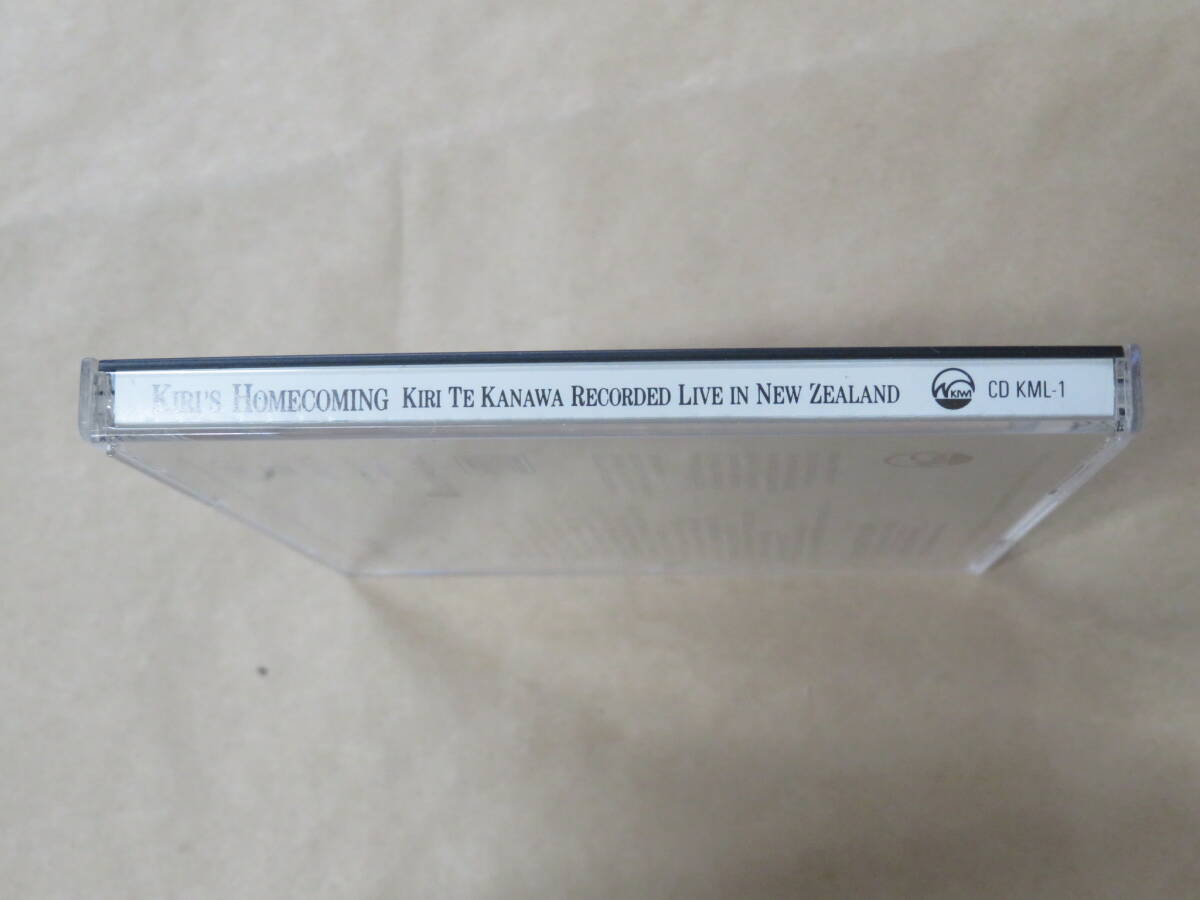 KIRI'S HOMECOMING KIRI TE KANAWA RECORDED LIVE IN NEW ZEALAND KIWI CD KML-1